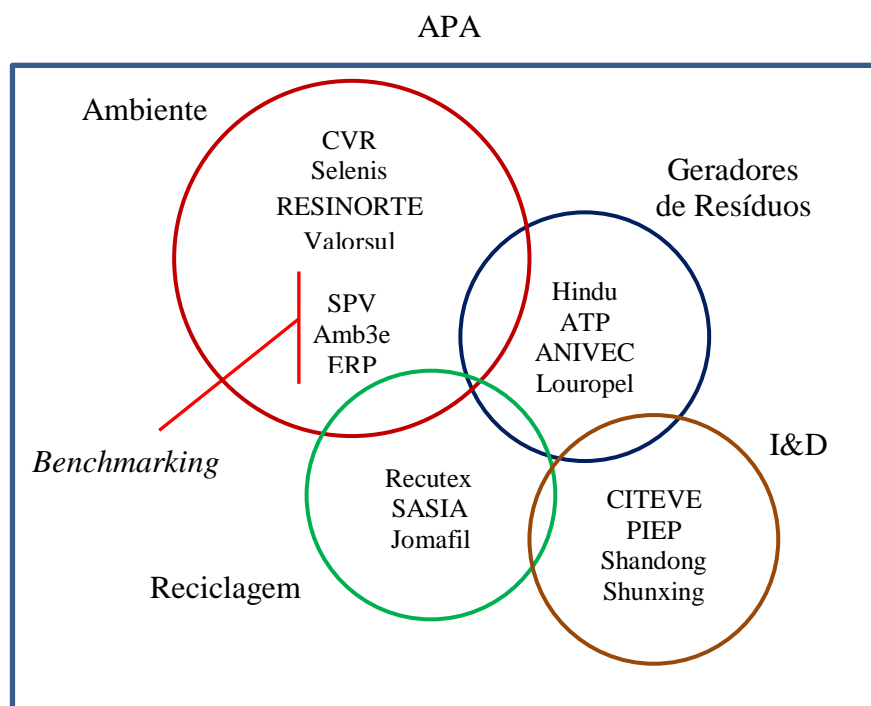 APA
Ambiente
CVR
Selenis
RESINORTE
Valorsul
SPV
Amb3e
ERP
Benchmarking
Geradores
de Resíduos
Hindu
ATP
ANIVEC
Louropel
I&D
CITEVE
PIEP
Shandong
Shunxing
Recutex
SASIA
Jomafil
Reciclagem